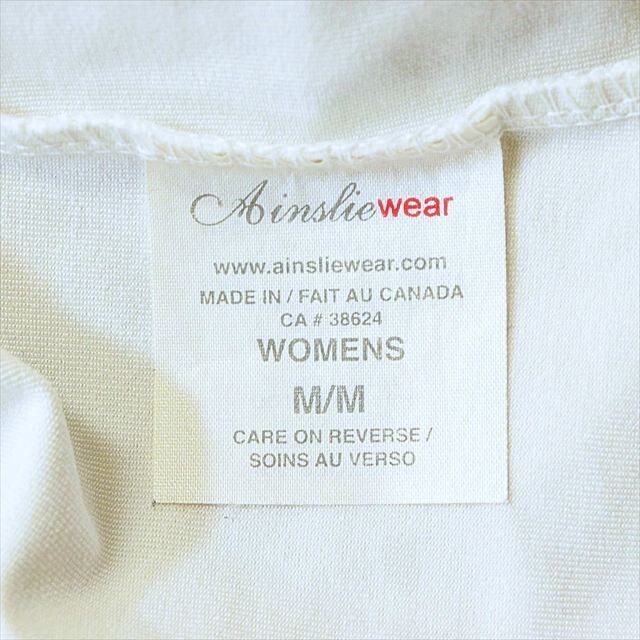 Ainsliewear
www.ainsliewear.com
MADE IN / FAIT AU CANADA
CA # 38624
WOMENS
M/M
CARE ON REVERSE /
SOINS AU VERSO